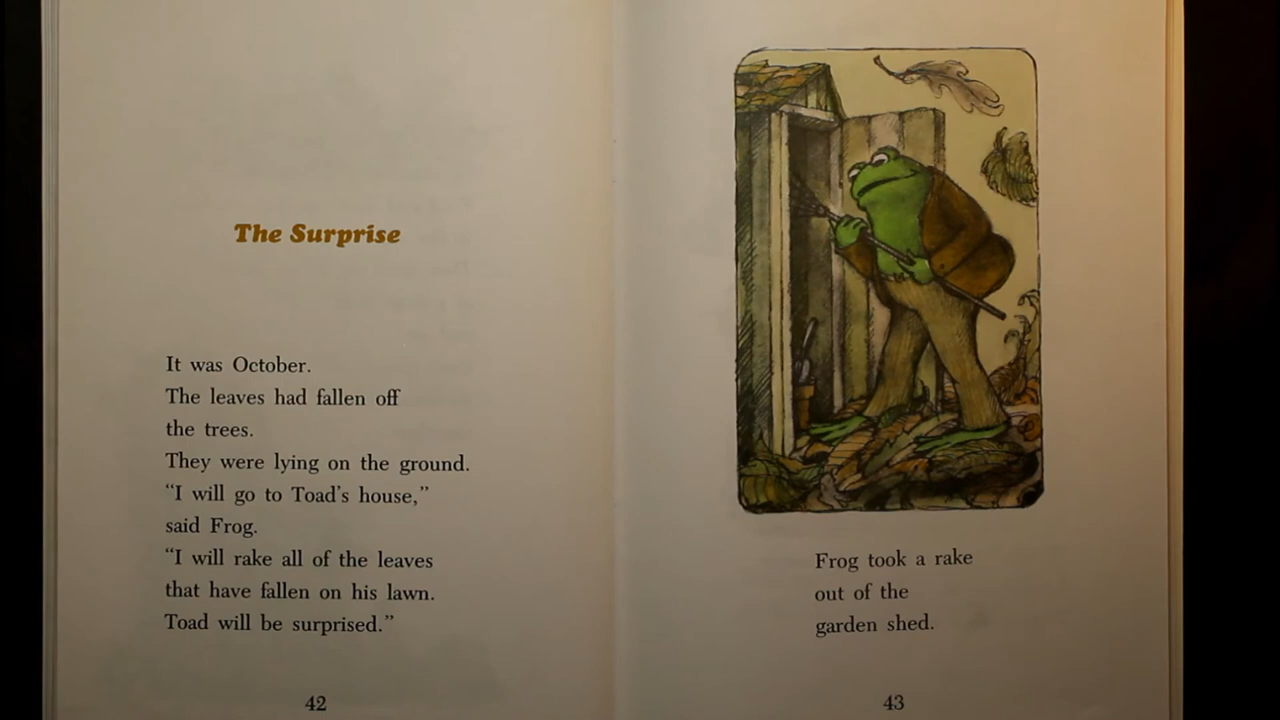 The Surprise
It was October.
The leaves had fallen off
the trees.
They were lying on the ground.
“I will go to Toad’s house,”
said Frog.
“I will rake all of the leaves
that have fallen on his lawn.
Toad will be surprised.”
42
Frog took a rake
out of the
garden shed.
43